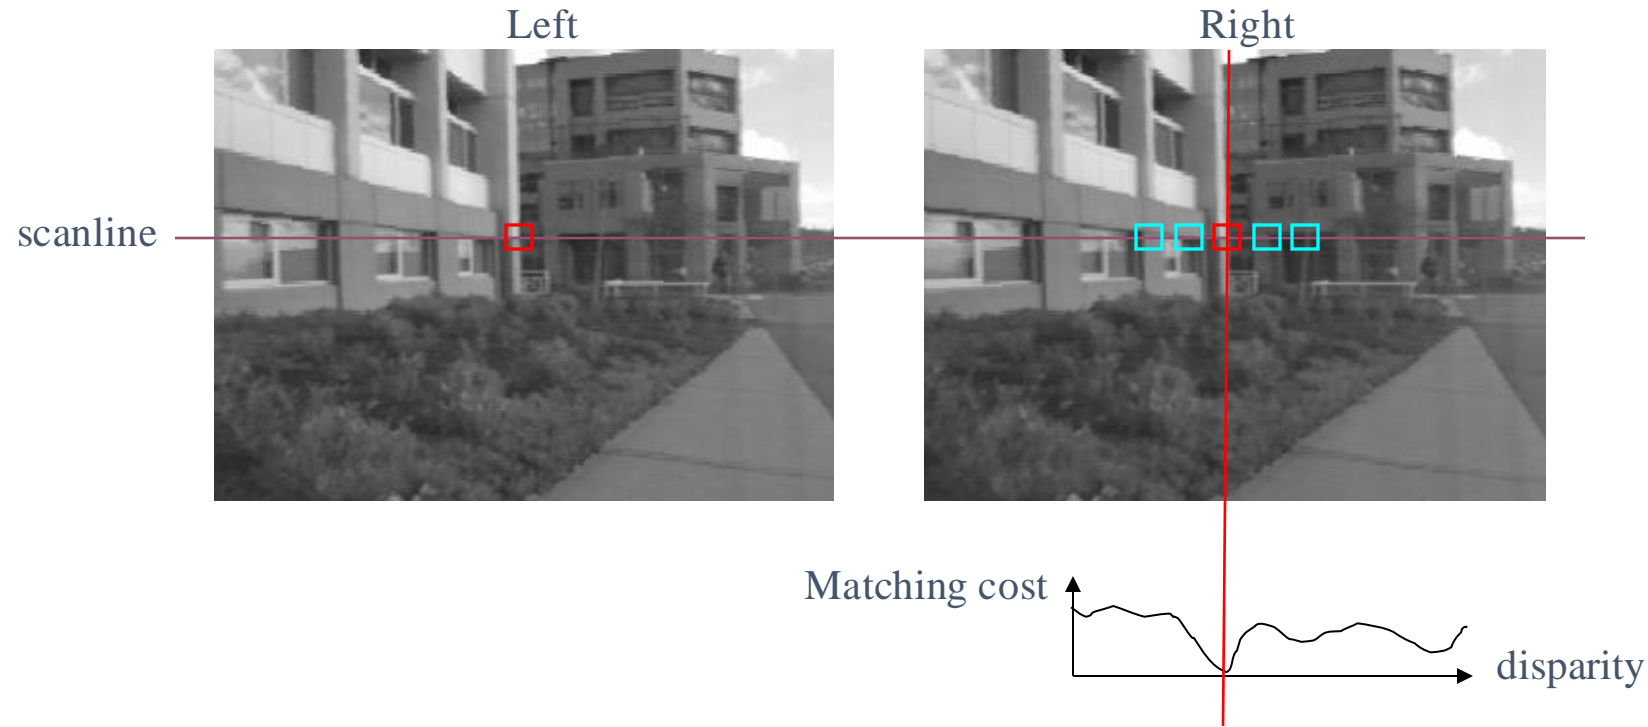 Left
Right
scanline
Matching cost
disparity